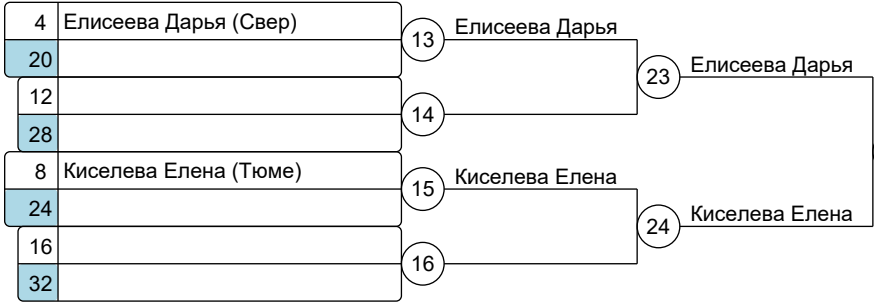 4 Елисеева Дарья (Свер)
20
12
28
8 Киселева Елена (Тюме)
24
16
32
13 Елисеева Дарья
14
15 Киселева Елена
16
23 Елисеева Дарья
24 Киселева Елена